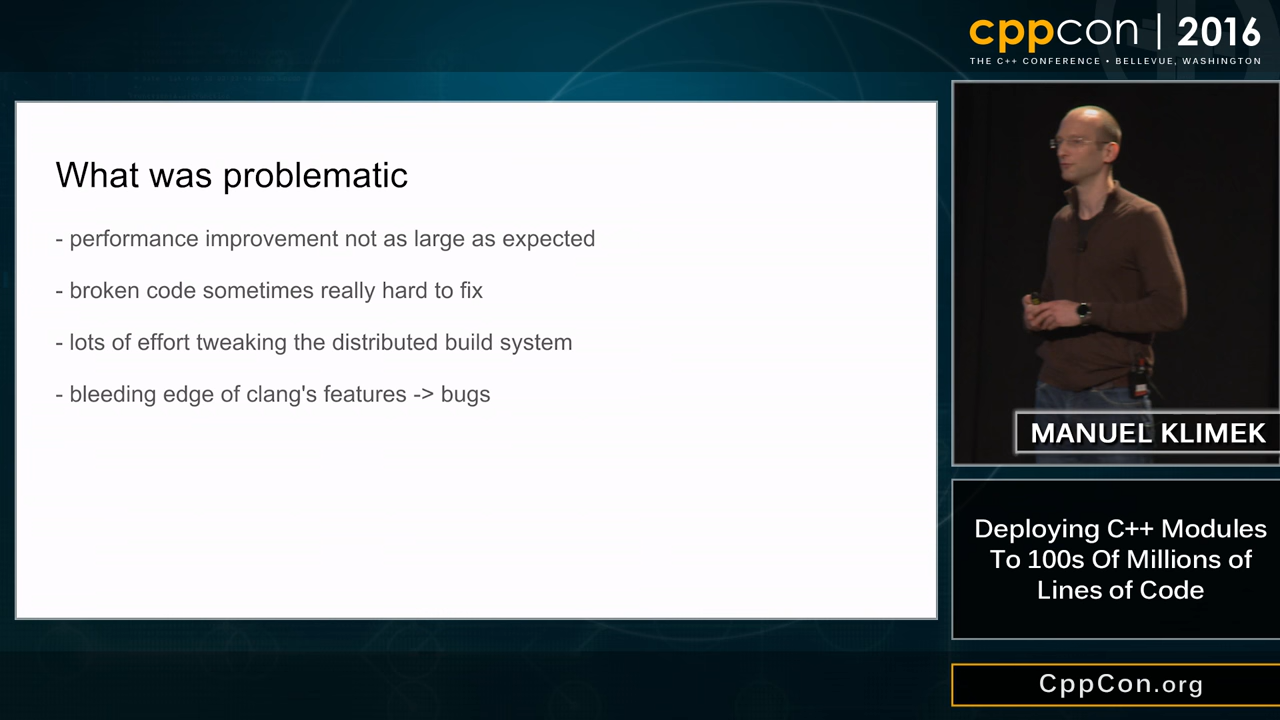 cppcon | 2016
THE C++ CONFERENCE • BELLEVUE, WASHINGTON
What was problematic
- performance improvement not as large as expected
- broken code sometimes really hard to fix
- lots of effort tweaking the distributed build system
- bleeding edge of clang's features -> bugs
MANUEL KLIMEK
Deploying C++ Modules
To 100s Of Millions of
Lines of Code
CppCon.org